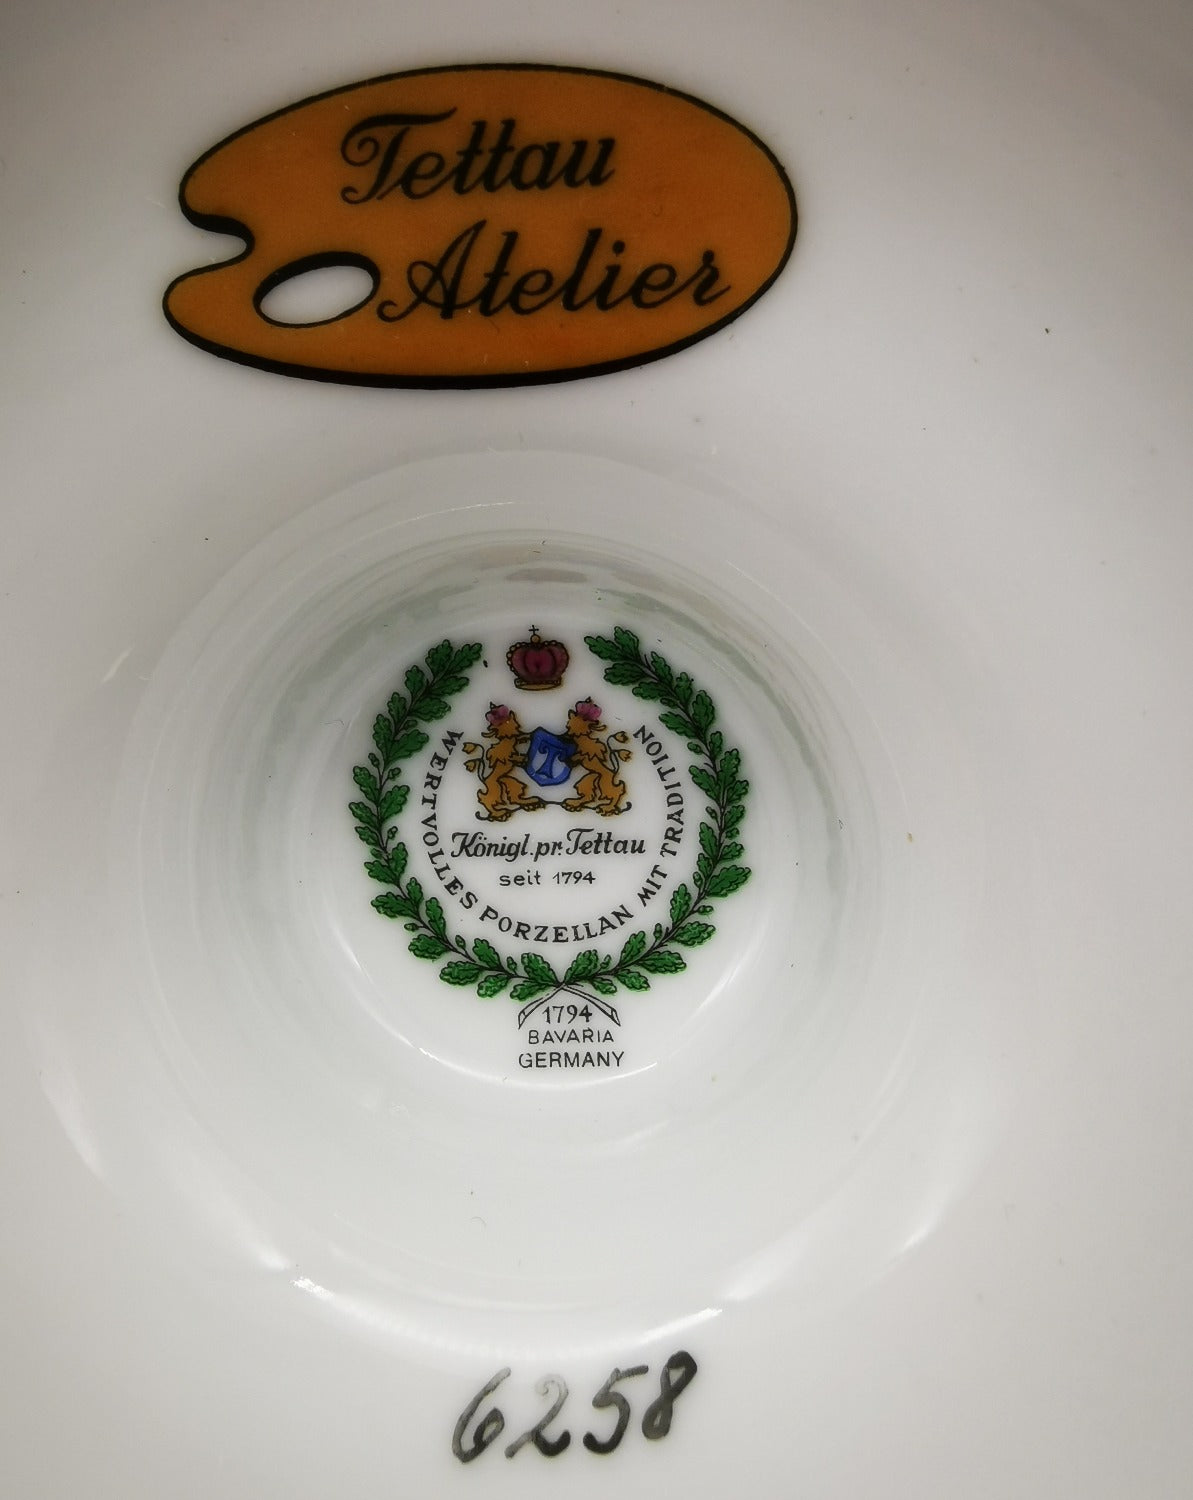 Tettau
Atelier
T
Königl.pr.Tettau
seit 1794
WERTVOLLES PORZELLAN MIT TRADITION
1794
BAVARIA
GERMANY
6258